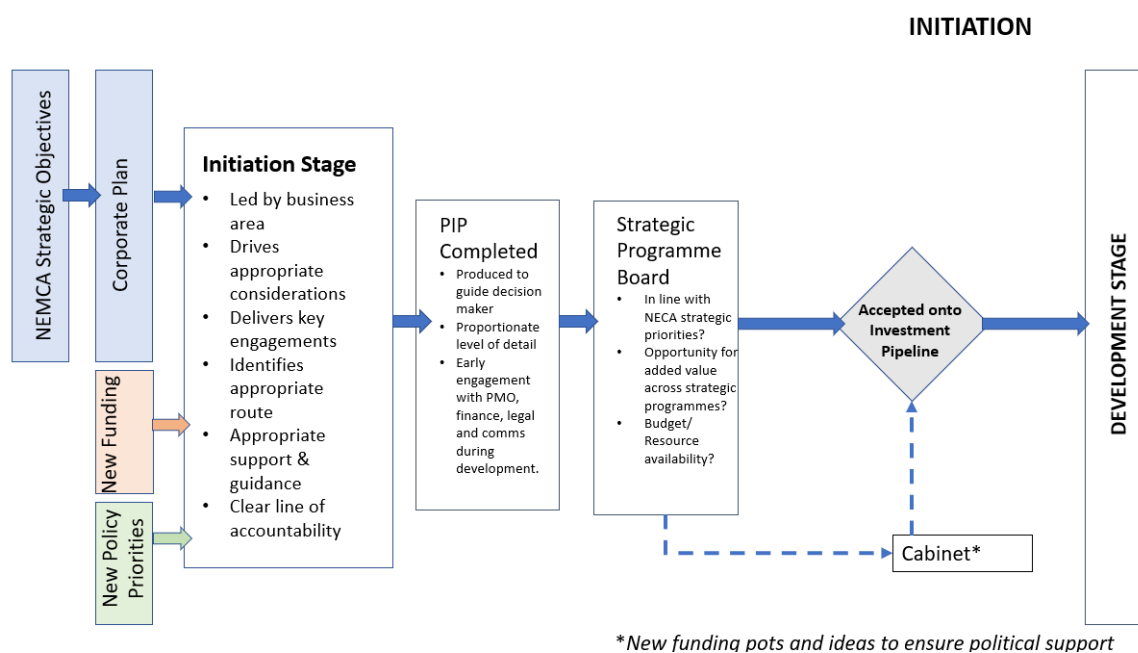 INITIATION
NEMCA Strategic Objectives
Corporate Plan
New Funding
New Policy
Priorities
Initiation Stage
• Led by business
area
• Drives
appropriate
considerations
• Delivers key
engagements
• Identifies
appropriate
route
• Appropriate
support &
guidance
• Clear line of
accountability
PIP
Completed
• Produced to
guide decision
maker
• Proportionate
level of detail
• Early
engagement
with PMO,
finance, legal
and comms
during
development.
Strategic
Programme
Board
• In line with
NECA strategic
priorities?
• Opportunity for
added value
across strategic
programmes?
• Budget/
Resource
availability?
Accepted onto
Investment
Pipeline
Cabinet*
DEVELOPMENT STAGE
*New funding pots and ideas to ensure political support